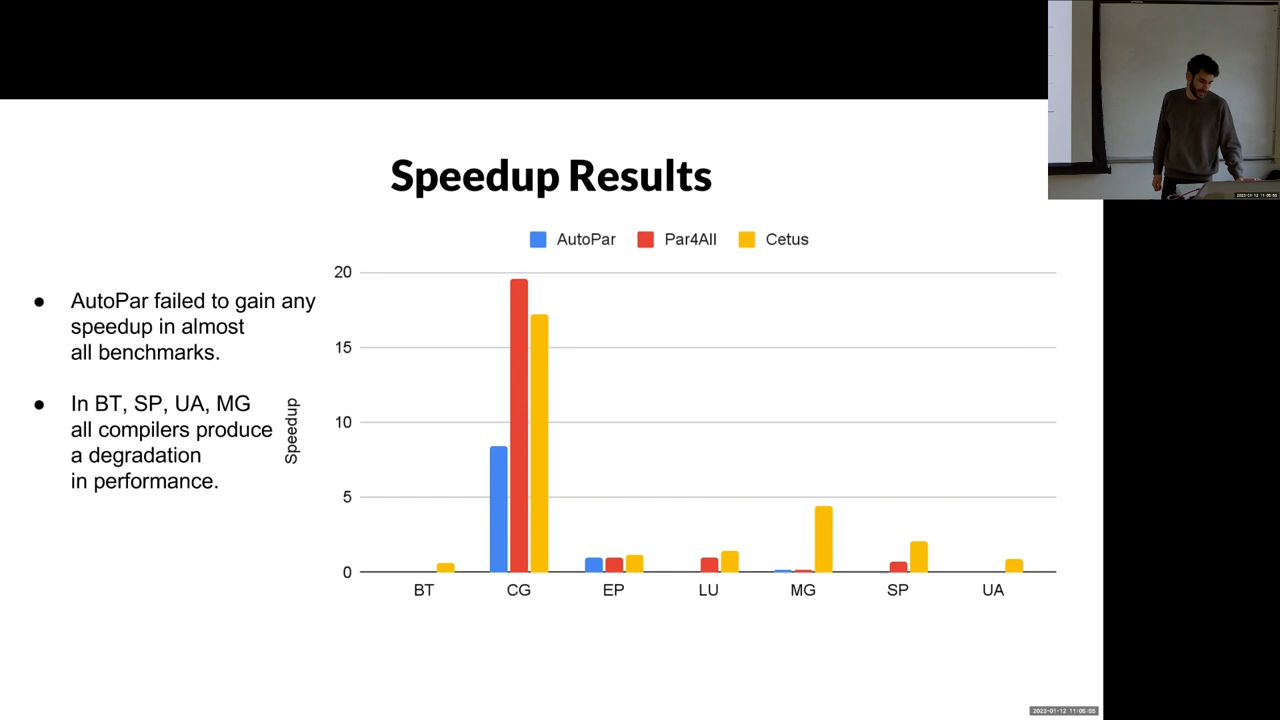 Speedup Results
AutoPar Par4All Cetus
● AutoPar failed to gain any
speedup in almost
all benchmarks.
● In BT, SP, UA, MG
all compilers produce
a degradation
in performance.
Speedup
20
15
10
5
0
BT CG EP LU MG SP UA
2023-01-12 11:05:55